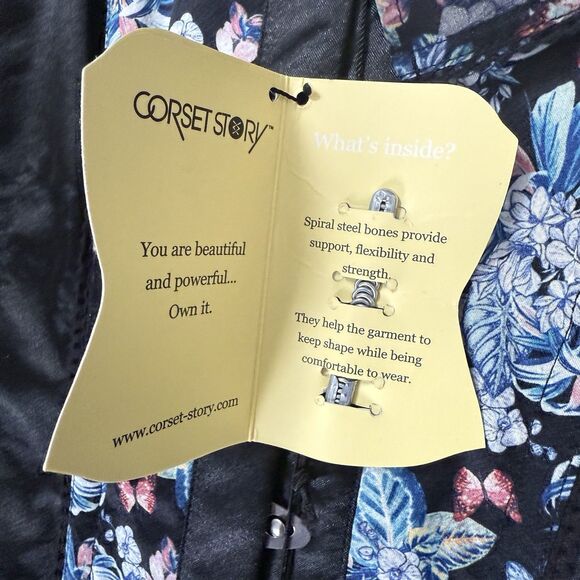 CORSET STORY™
You are beautiful
and powerful...
Own it.
www.corset-story.com
What's inside?
Spiral steel bones provide
support, flexibility and
strength.
They help the garment to
keep shape while being
comfortable to wear.